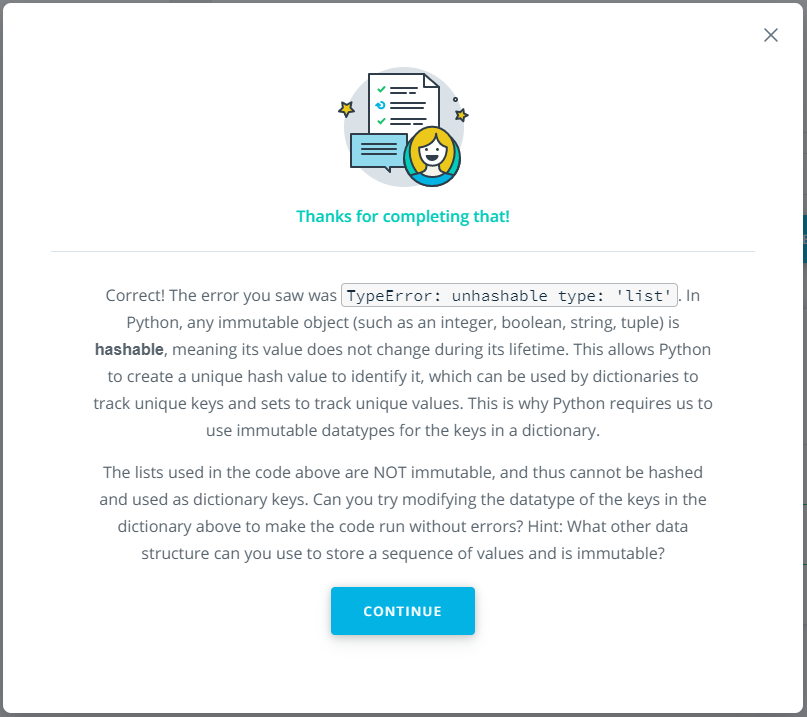 Thanks for completing that!
Correct! The error you saw was TypeError: unhashable type: 'list'. In
Python, any immutable object (such as an integer, boolean, string, tuple) is
hashable, meaning its value does not change during its lifetime. This allows Python
to create a unique hash value to identify it, which can be used by dictionaries to
track unique keys and sets to track unique values. This is why Python requires us to
use immutable datatypes for the keys in a dictionary.
The lists used in the code above are NOT immutable, and thus cannot be hashed
and used as dictionary keys. Can you try modifying the datatype of the keys in the
dictionary above to make the code run without errors? Hint: What other data
structure can you use to store a sequence of values and is immutable?
CONTINUE